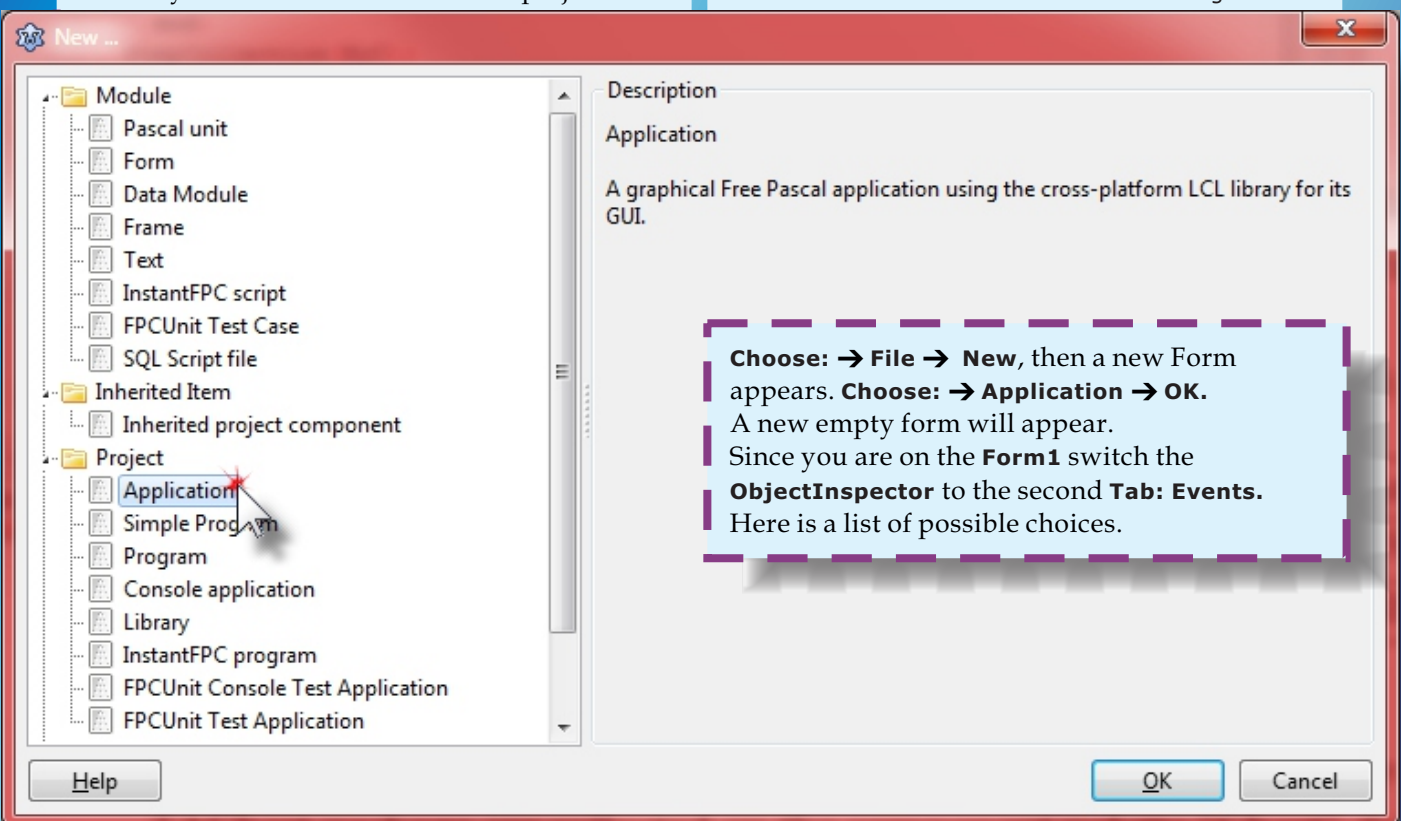 New ...
Module
Pascal unit
Form
Data Module
Frame
Text
InstantFPC script
FPCUnit Test Case
SQL Script file
Inherited Item
Inherited project component
Project
Application
Simple Program
Program
Console application
Library
InstantFPC program
FPCUnit Console Test Application
FPCUnit Test Application
Description
Application
A graphical Free Pascal application using the cross-platform LCL library for its
GUI.
Choose: → File → New, then a new Form
appears. Choose: → Application → OK.
A new empty form will appear.
Since you are on the Form1 switch the
ObjectInspector to the second Tab: Events.
Here is a list of possible choices.
Help
OK
Cancel